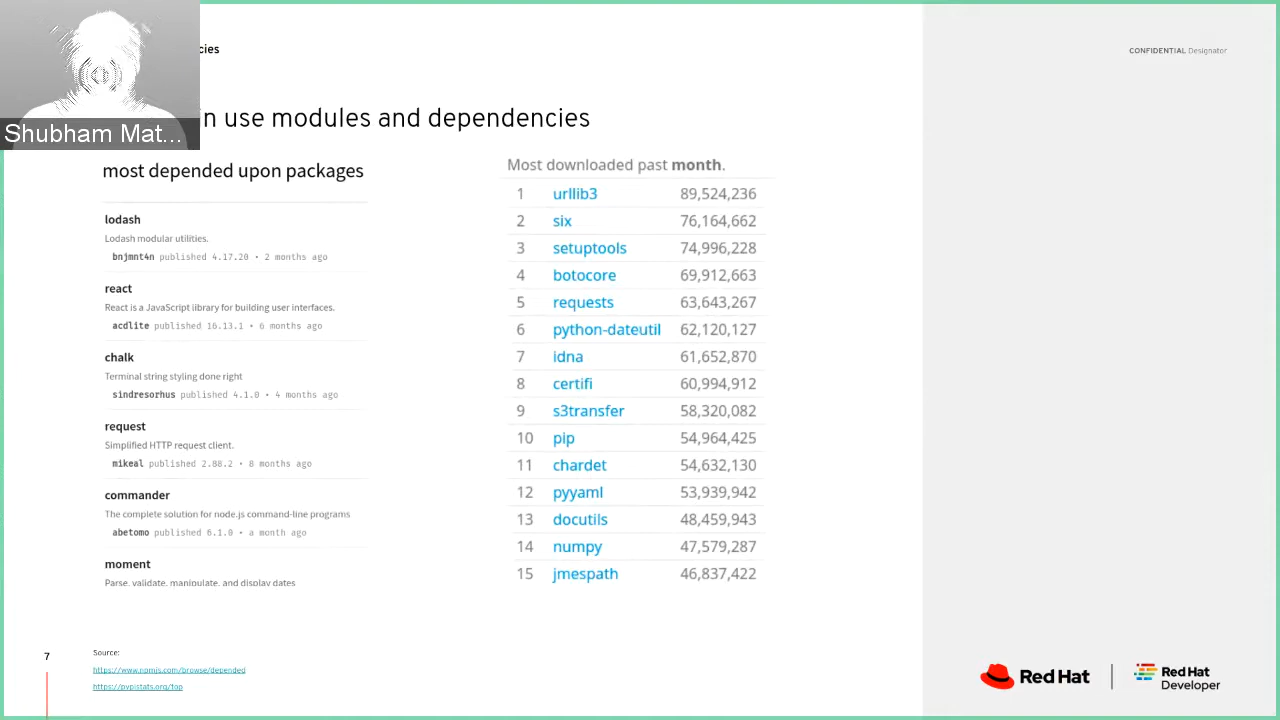 cies
CONFIDENTIAL Designator
n use modules and dependencies
Shubham Mat...
most depended upon packages
lodash
Lodash modular utilities.
bnjmnt4n published 4.17.20 • 2 months ago
react
React is a JavaScript library for building user interfaces.
acdlite published 16.13.1 • 6 months ago
chalk
Terminal string styling done right
sindresorhus published 4.1.0 • 4 months ago
request
Simplified HTTP request client.
mikeal published 2.88.2 • 8 months ago
commander
The complete solution for node.js command-line programs
abetomo published 6.1.0 • a month ago
moment
Parse, validate, manipulate, and display dates
Most downloaded past month.
1 urllib3 89,524,236
2 six 76,164,662
3 setuptools 74,996,228
4 botocore 69,912,663
5 requests 63,643,267
6 python-dateutil 62,120,127
7 idna 61,652,870
8 certifi 60,994,912
9 s3transfer 58,320,082
10 pip 54,964,425
11 chardet 54,632,130
12 pyyaml 53,939,942
13 docutils 48,459,943
14 numpy 47,579,287
15 jmespath 46,837,422
7
Source:
https://www.npmjs.com/browse/depended
https://pypistats.org/top
Red Hat
Red Hat
Developer